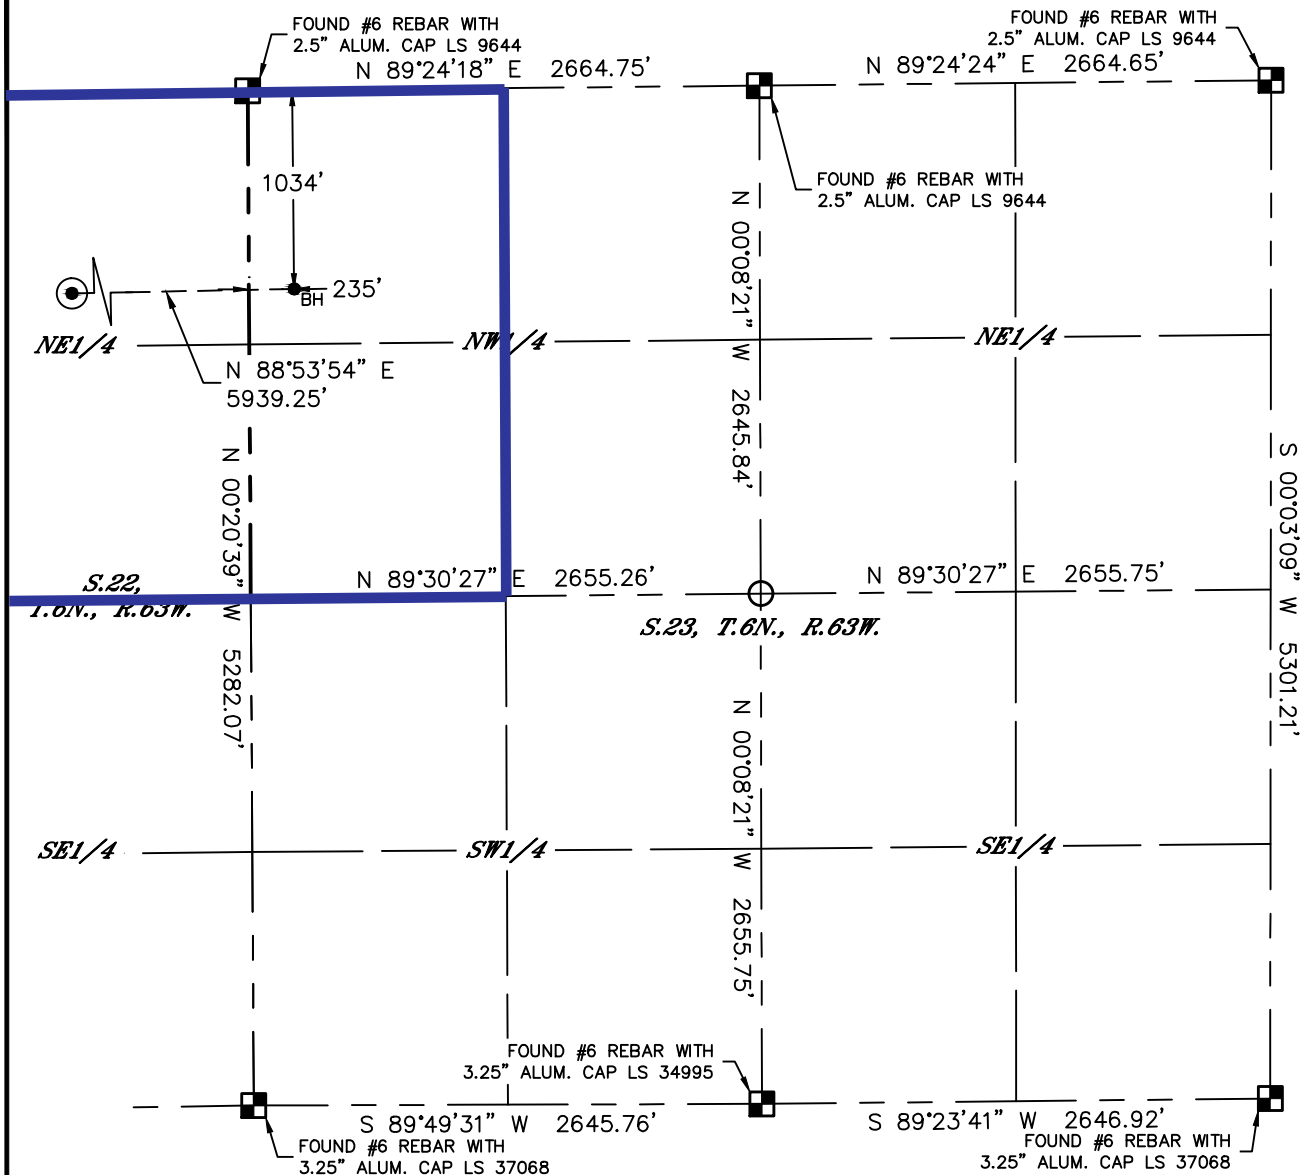 FOUND #6 REBAR WITH
2.5" ALUM. CAP LS 9644
FOUND #6 REBAR WITH
2.5" ALUM. CAP LS 9644
N 89°24'18" E 2664.75'
N 89°24'24" E 2664.65'
FOUND #6 REBAR WITH
2.5" ALUM. CAP LS 9644
1034'
235'
BH
NE1/4
NW1/4
NE1/4
N 88°53'54" E
5939.25'
N 00°08'21" W 2645.84'
N 00°20'39" W 5282.07'
S 00°03'09" W 5301.21'
S.22,
T.6N., R.63W.
N 89°30'27" E 2655.26'
N 89°30'27" E 2655.75'
S.23, T.6N., R.63W.
N 00°08'21" W 2655.75'
SE1/4
SW1/4
SE1/4
FOUND #6 REBAR WITH
3.25" ALUM. CAP LS 34995
S 89°49'31" W 2645.76'
S 89°23'41" W 2646.92'
FOUND #6 REBAR WITH
3.25" ALUM. CAP LS 37068
FOUND #6 REBAR WITH
3.25" ALUM. CAP LS 37068